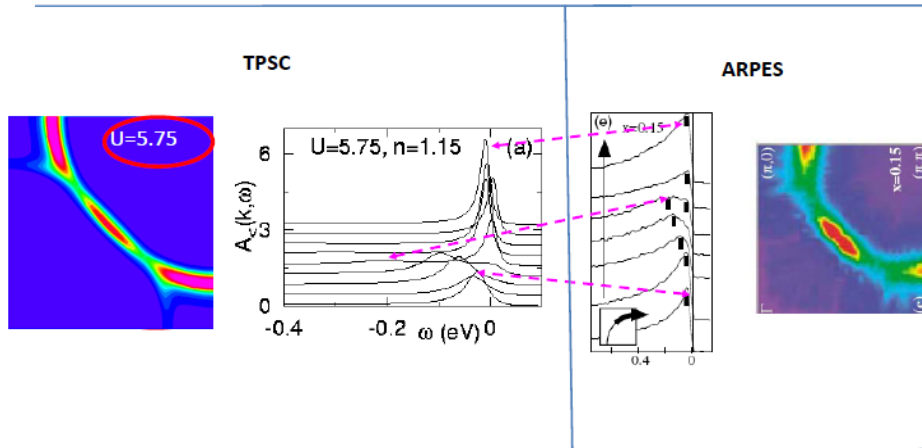 TPSC
ARPES
U=5.75
U=5.75, n=1.15
(a)
A<(k,ω)
6
3
0
-0.4
-0.2
0
ω (eV)
(e)
x=0.15
0.4
0
(π,0)
x=0.15
(π,π)
Γ